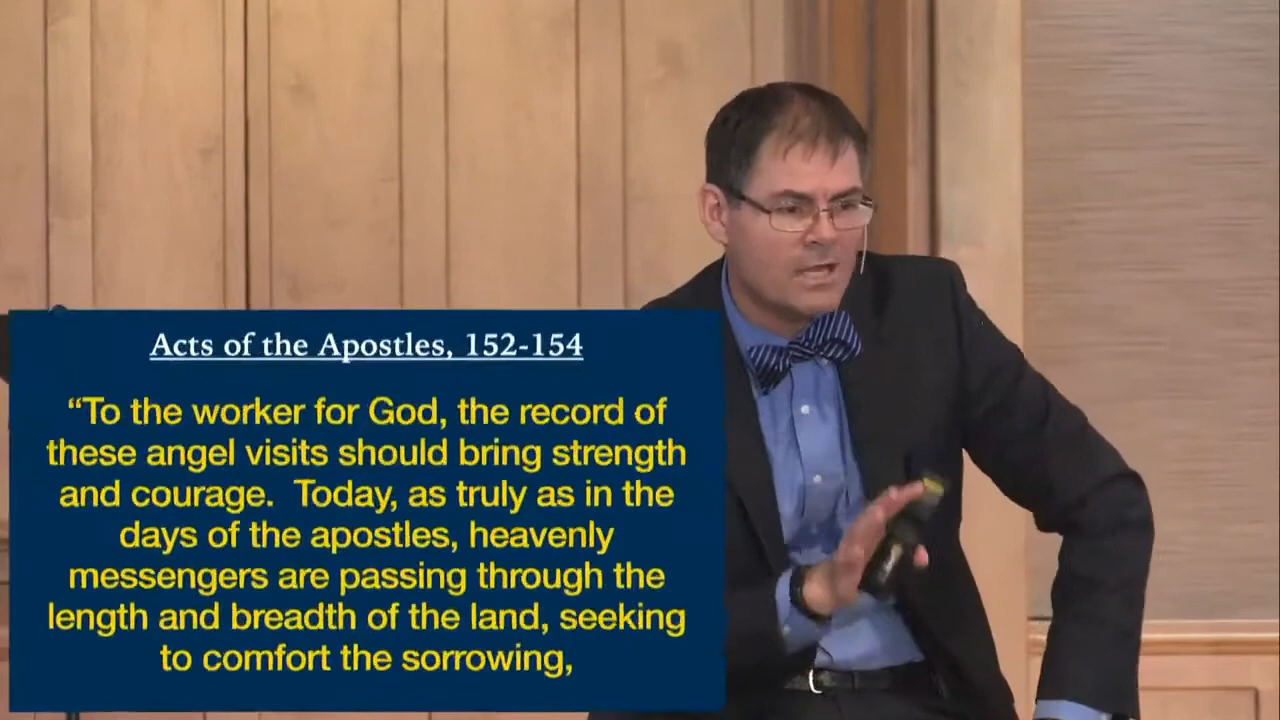 Acts of the Apostles, 152-154
“To the worker for God, the record of
these angel visits should bring strength
and courage.  Today, as truly as in the
days of the apostles, heavenly
messengers are passing through the
length and breadth of the land, seeking
to comfort the sorrowing,